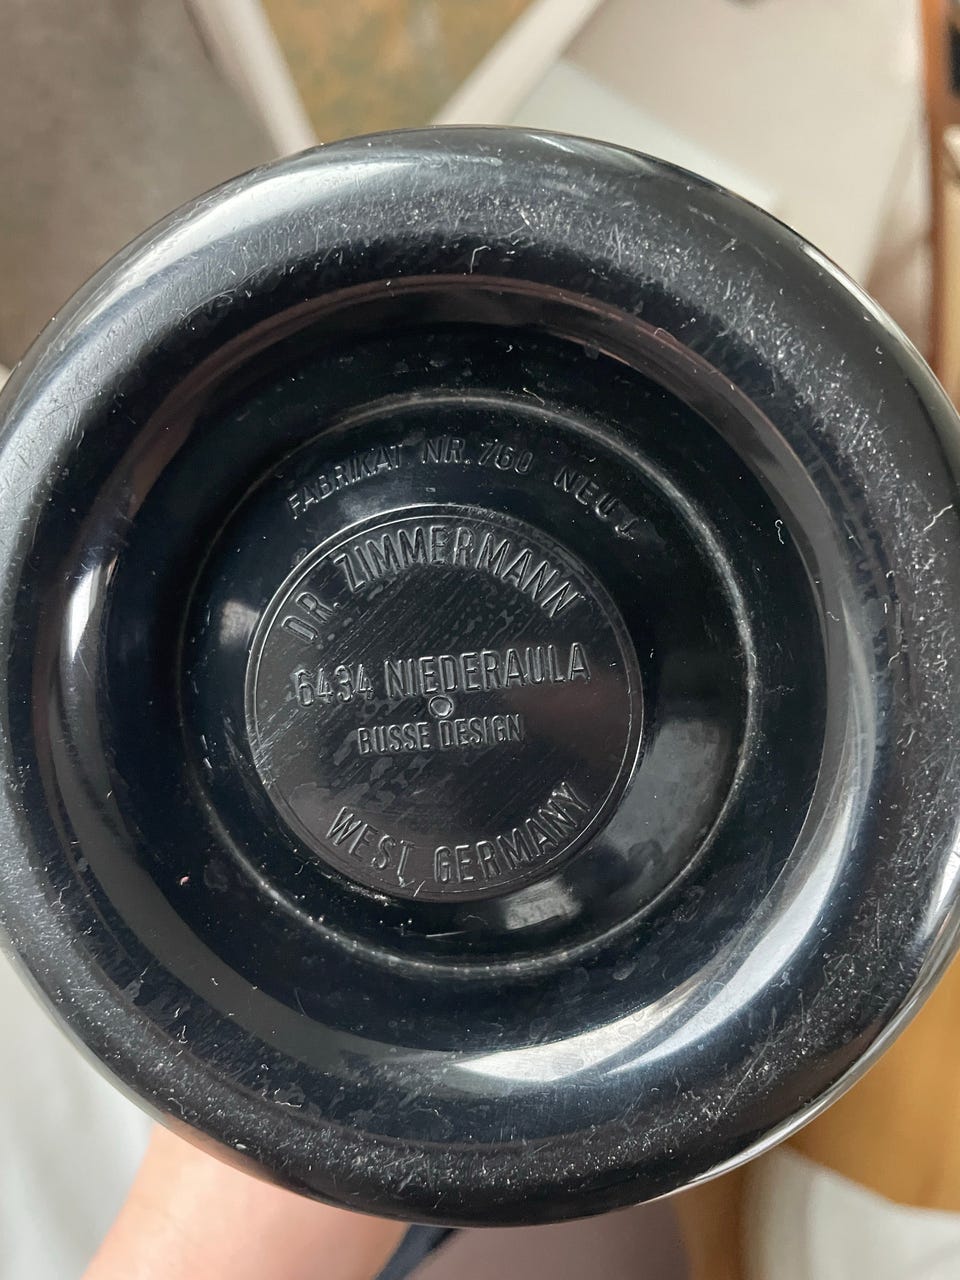 FABRIKAT NR. 760 NEU
DR. ZIMMERMANN
6434 NIEDERAULA
BUSSE DESIGN
WEST GERMANY